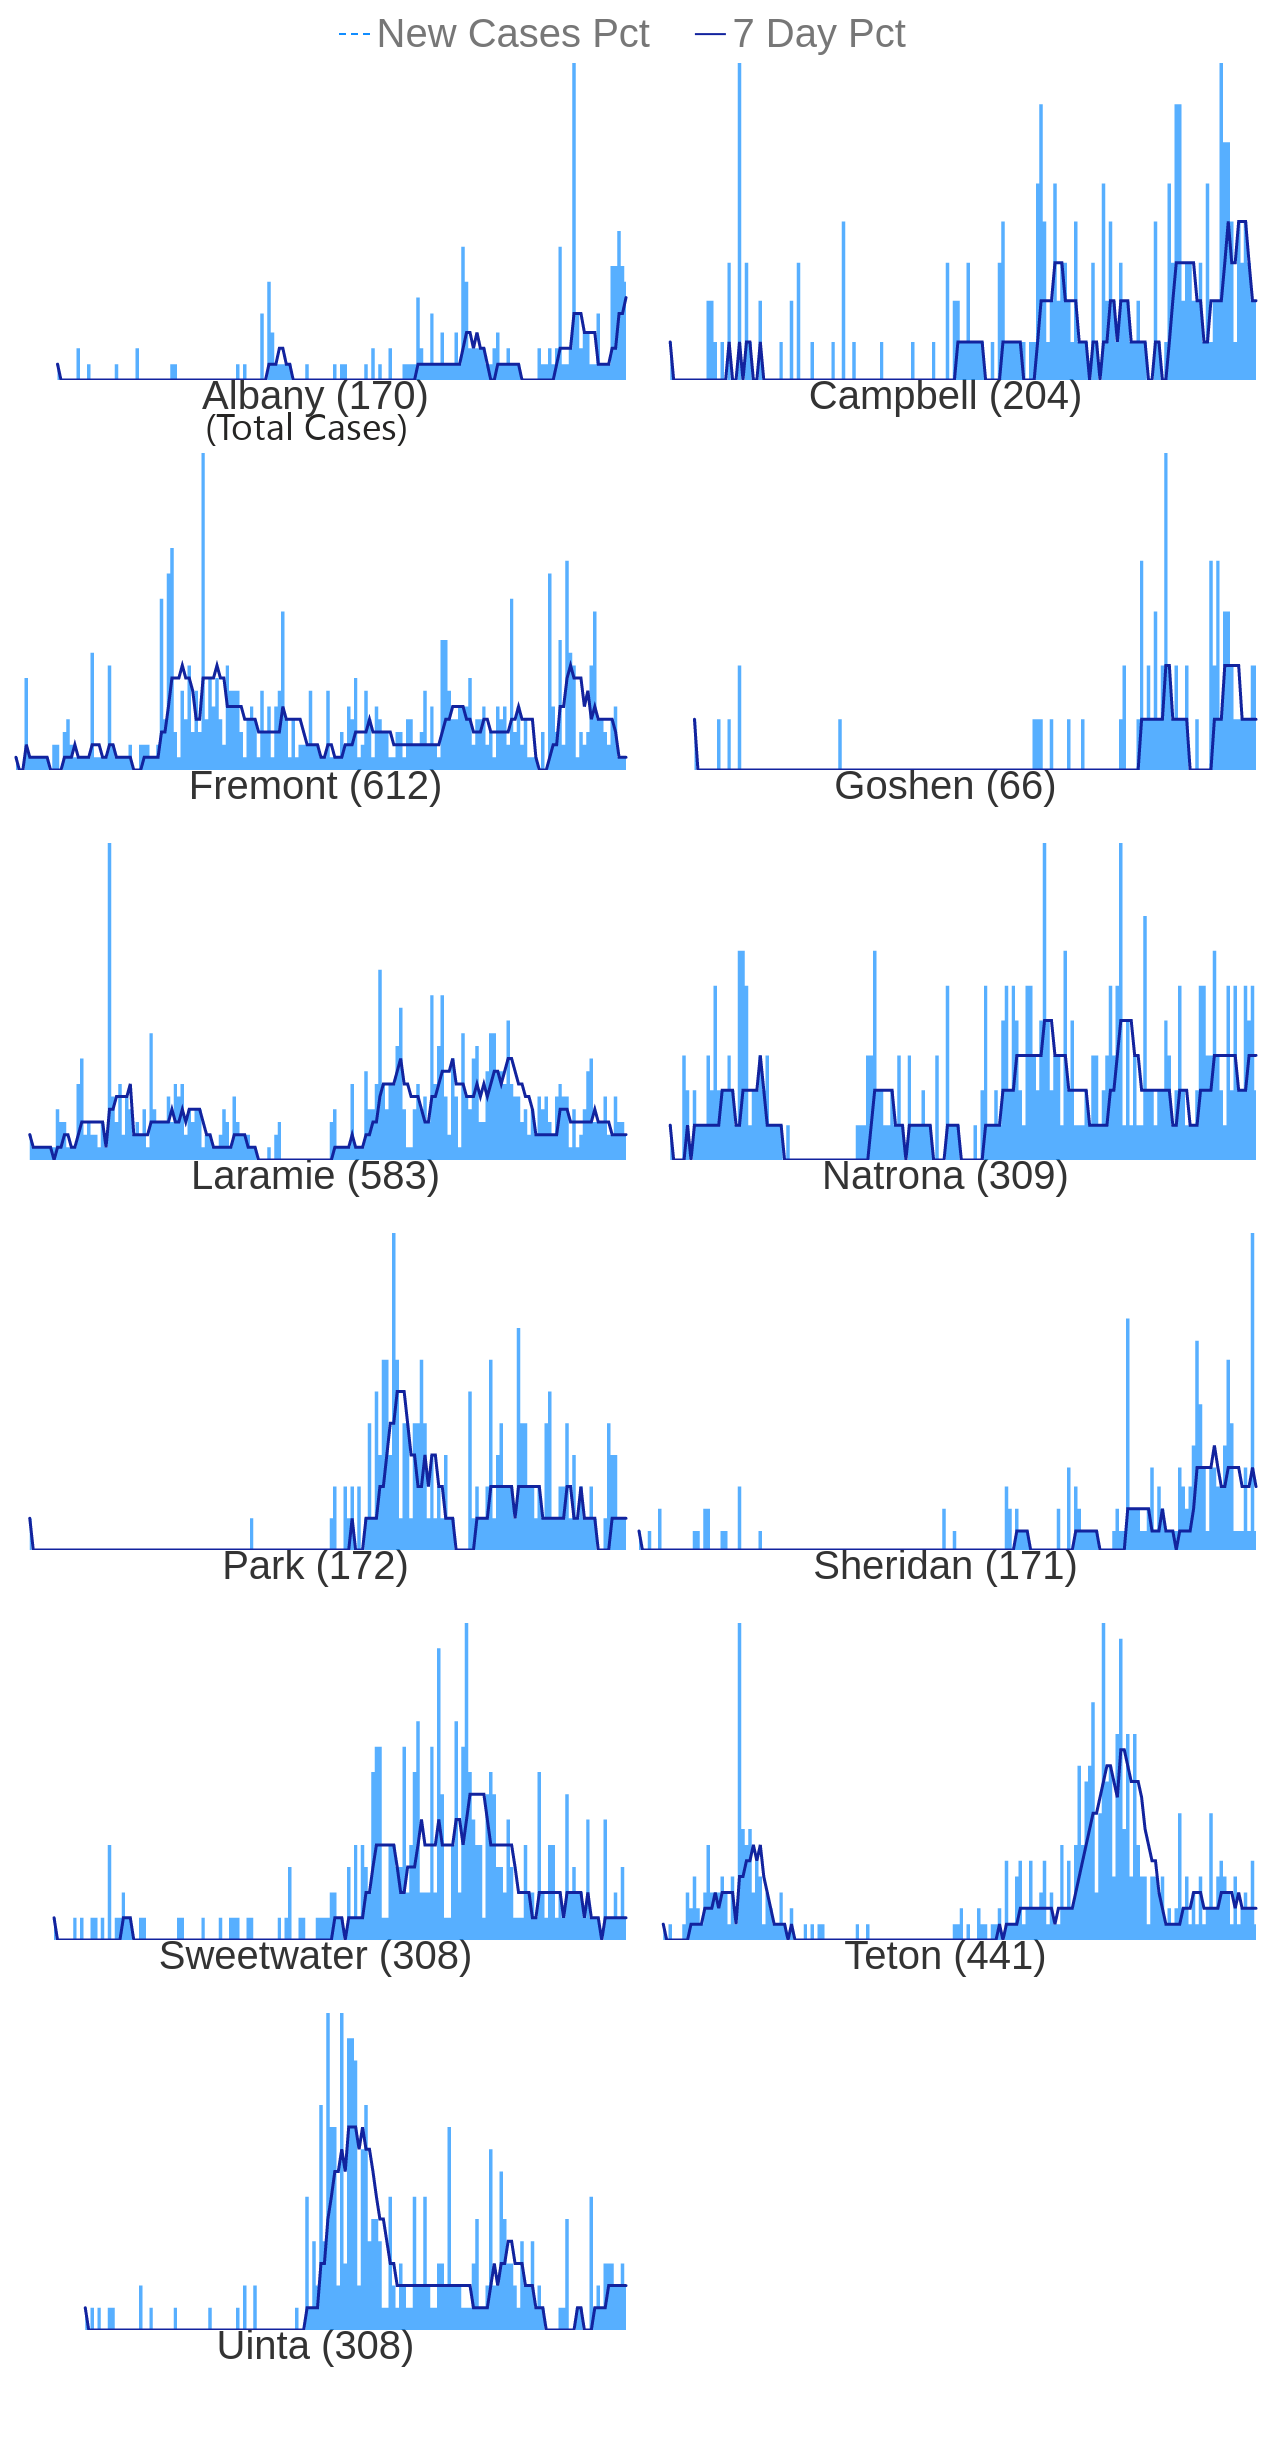 New Cases Pct 7 Day Pct
Albany (170) Campbell (204)
(Total Cases)
Fremont (612) Goshen (66)
Laramie (583) Natrona (309)
Park (172) Sheridan (171)
Sweetwater (308) Teton (441)
Uinta (308)